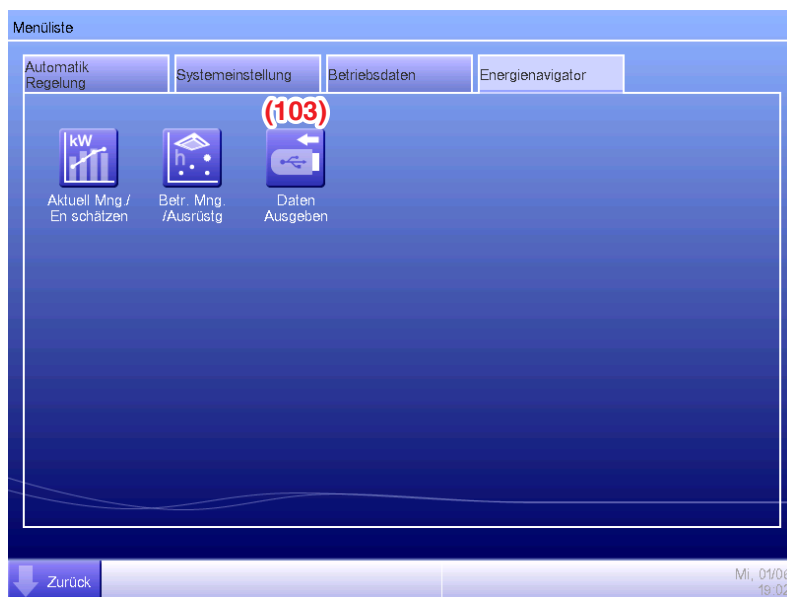 Menüliste
Automatik
Regelung
Systemeinstellung
Betriebsdaten
Energienavigator
(103)
kW
h
Aktuell Mng./
En schätzen
Betr. Mng.
/Ausrüstg
Daten
Ausgeben
Zurück
Mi, 01/06
19:02